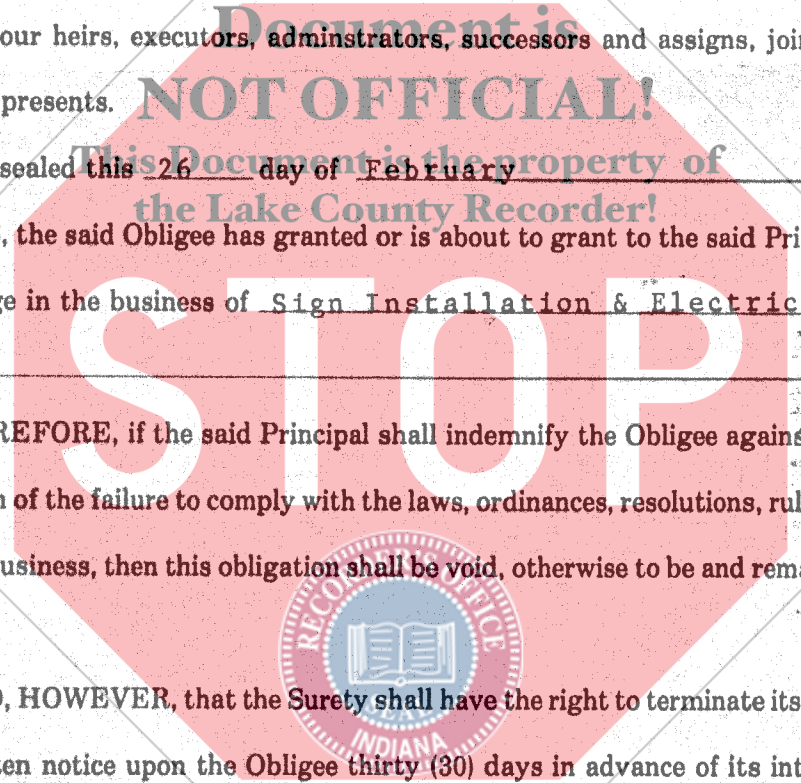 Document is
our heirs, executors, adminstrators, successors and assigns, join
NOT OFFICIAL!
presents.
This Document is the property of
sealed this 26 day of February
the Lake County Recorder!
, the said Obligee has granted or is about to grant to the said Pri
ge in the business of Sign Installation & Electric
STOP
REFORE, if the said Principal shall indemnify the Obligee agains
n of the failure to comply with the laws, ordinances, resolutions, rul
usiness, then this obligation shall be void, otherwise to be and rema
RECORDER'S OFFICE
SEAL
INDIANA
, HOWEVER, that the Surety shall have the right to terminate its
ten notice upon the Obligee thirty (30) days in advance of its int